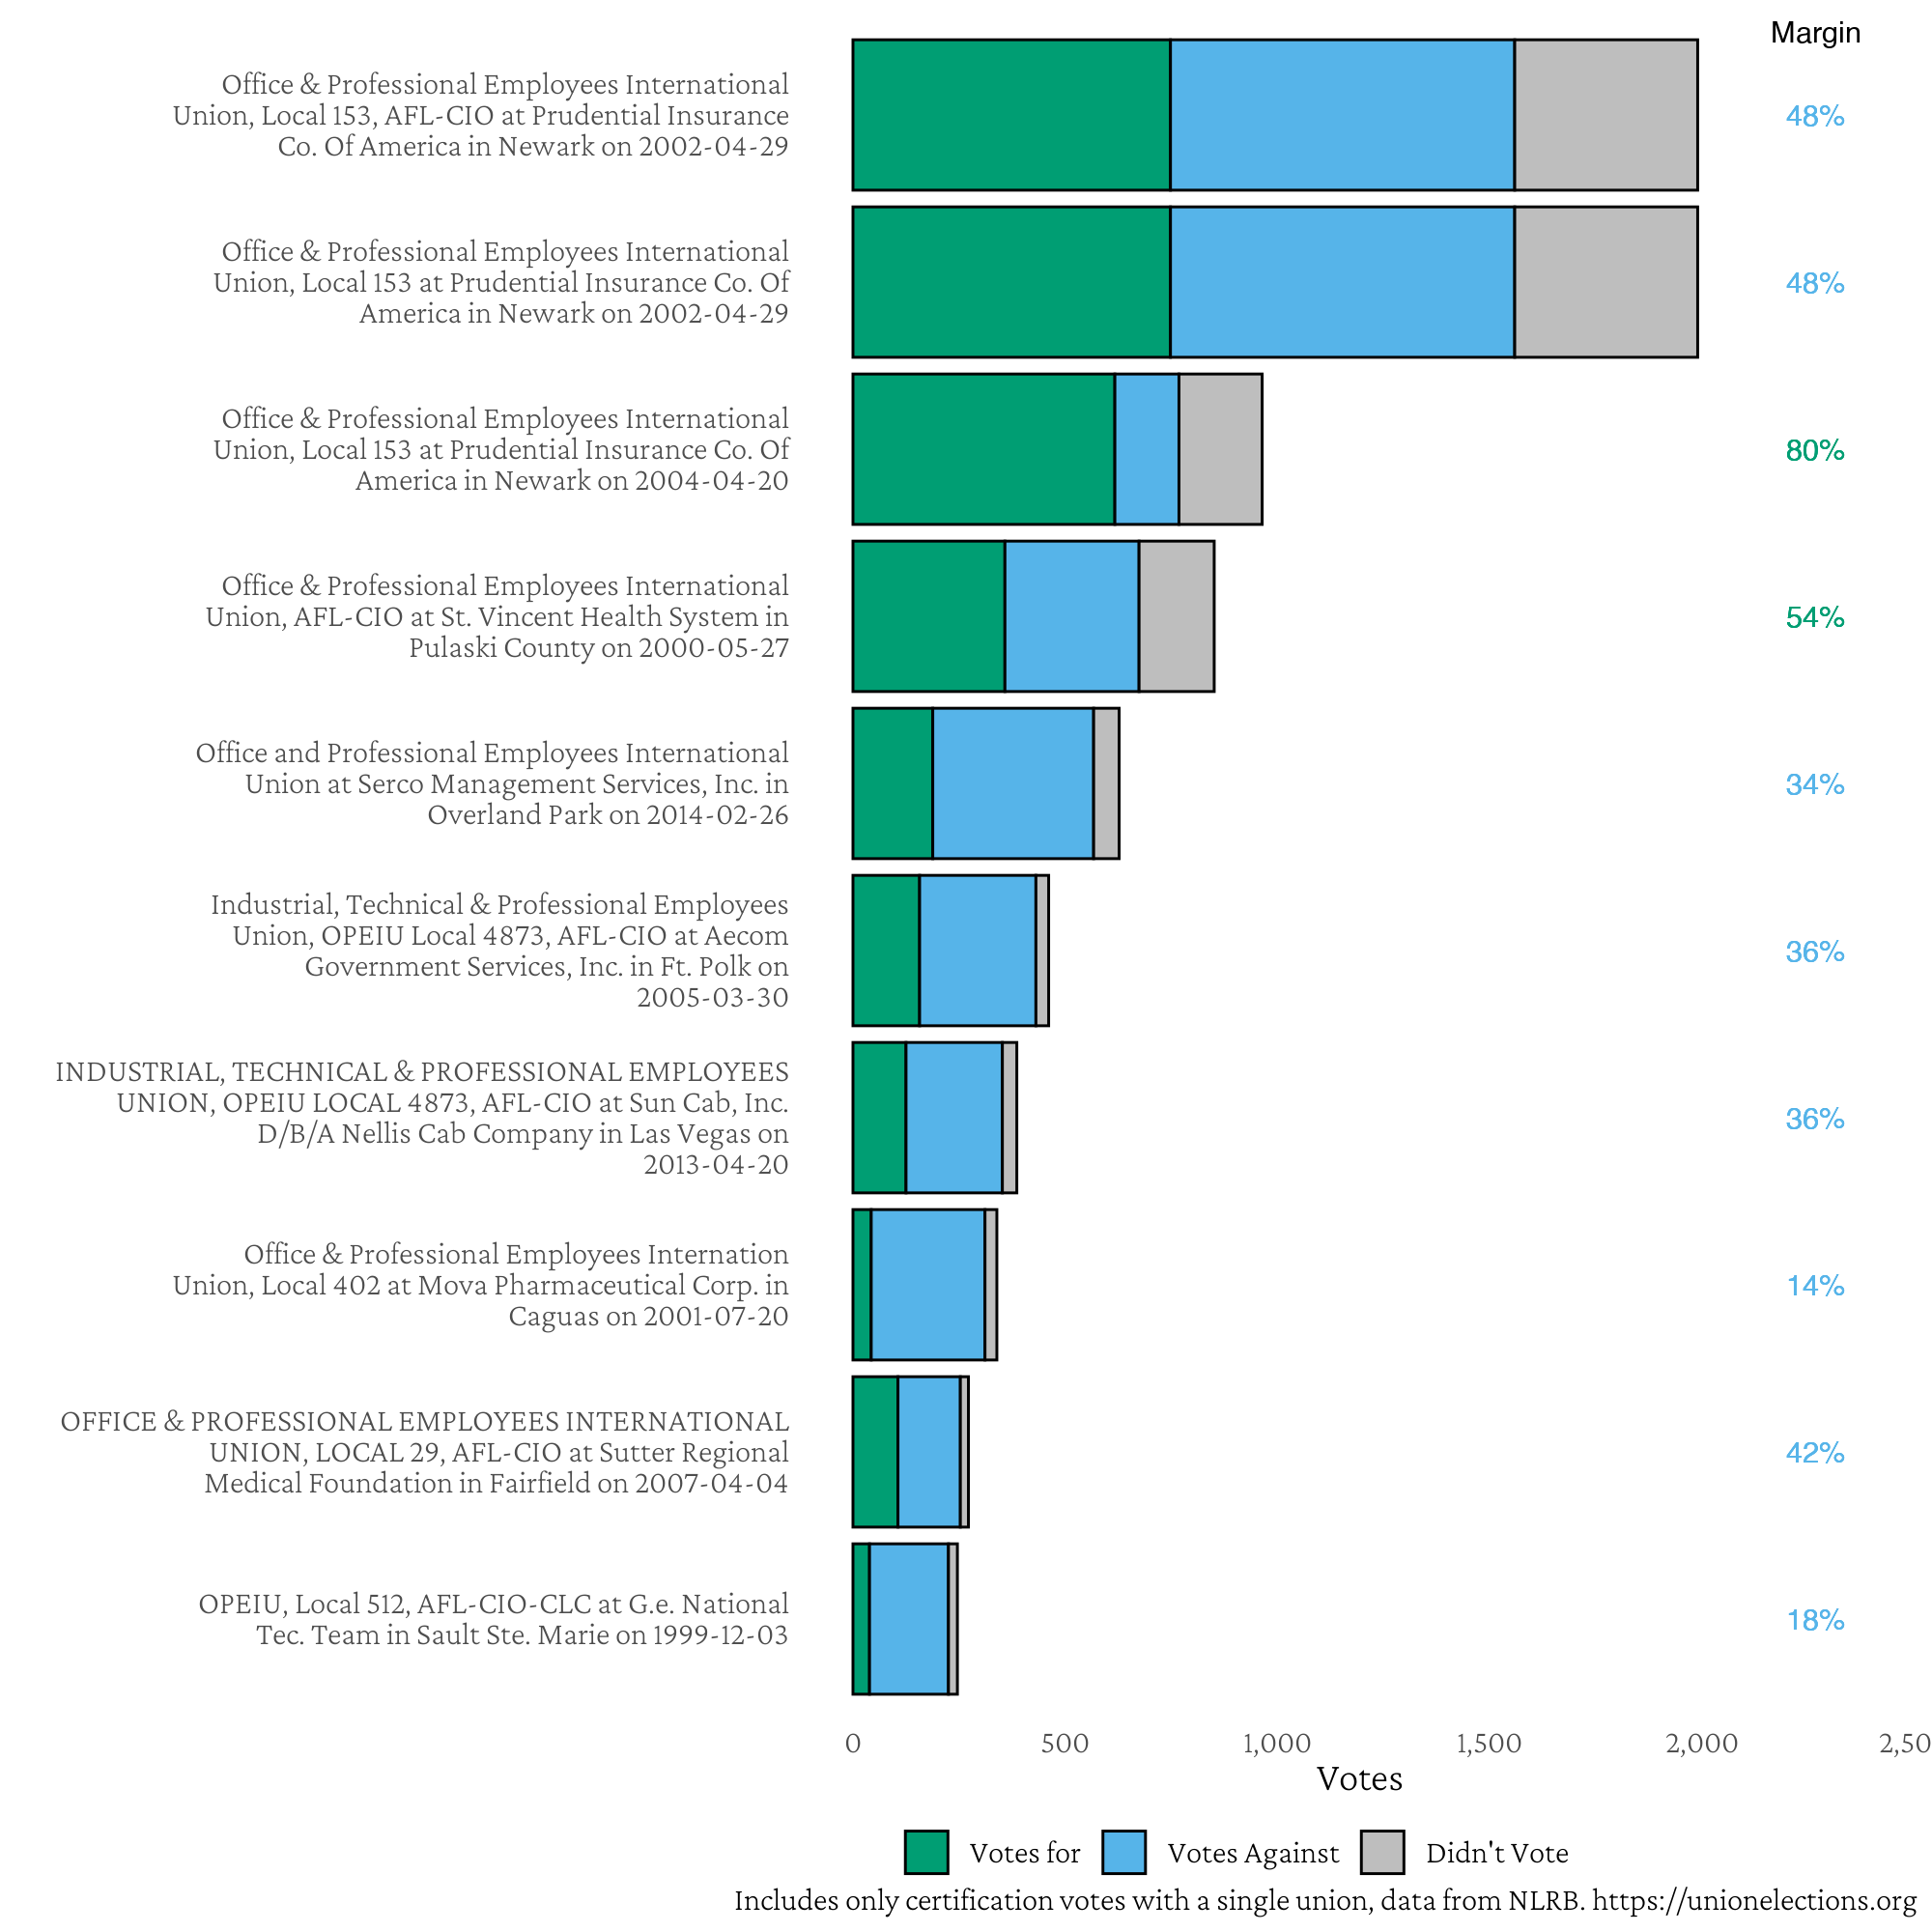 Margin
Office & Professional Employees International
Union, Local 153, AFL-CIO at Prudential Insurance
Co. Of America in Newark on 2002-04-29
48%
Office & Professional Employees International
Union, Local 153 at Prudential Insurance Co. Of
America in Newark on 2002-04-29
48%
Office & Professional Employees International
Union, Local 153 at Prudential Insurance Co. Of
America in Newark on 2004-04-20
80%
Office & Professional Employees International
Union, AFL-CIO at St. Vincent Health System in
Pulaski County on 2000-05-27
54%
Office and Professional Employees International
Union at Serco Management Services, Inc. in
Overland Park on 2014-02-26
34%
Industrial, Technical & Professional Employees
Union, OPEIU Local 4873, AFL-CIO at Aecom
Government Services, Inc. in Ft. Polk on
2005-03-30
36%
INDUSTRIAL, TECHNICAL & PROFESSIONAL EMPLOYEES
UNION, OPEIU LOCAL 4873, AFL-CIO at Sun Cab, Inc.
D/B/A Nellis Cab Company in Las Vegas on
2013-04-20
36%
Office & Professional Employees Internation
Union, Local 402 at Mova Pharmaceutical Corp. in
Caguas on 2001-07-20
14%
OFFICE & PROFESSIONAL EMPLOYEES INTERNATIONAL
UNION, LOCAL 29, AFL-CIO at Sutter Regional
Medical Foundation in Fairfield on 2007-04-04
42%
OPEIU, Local 512, AFL-CIO-CLC at G.e. National
Tec. Team in Sault Ste. Marie on 1999-12-03
18%
0 500 1,000 1,500 2,000 2,50
Votes
Votes for Votes Against Didn't Vote
Includes only certification votes with a single union, data from NLRB. https://unionelections.org